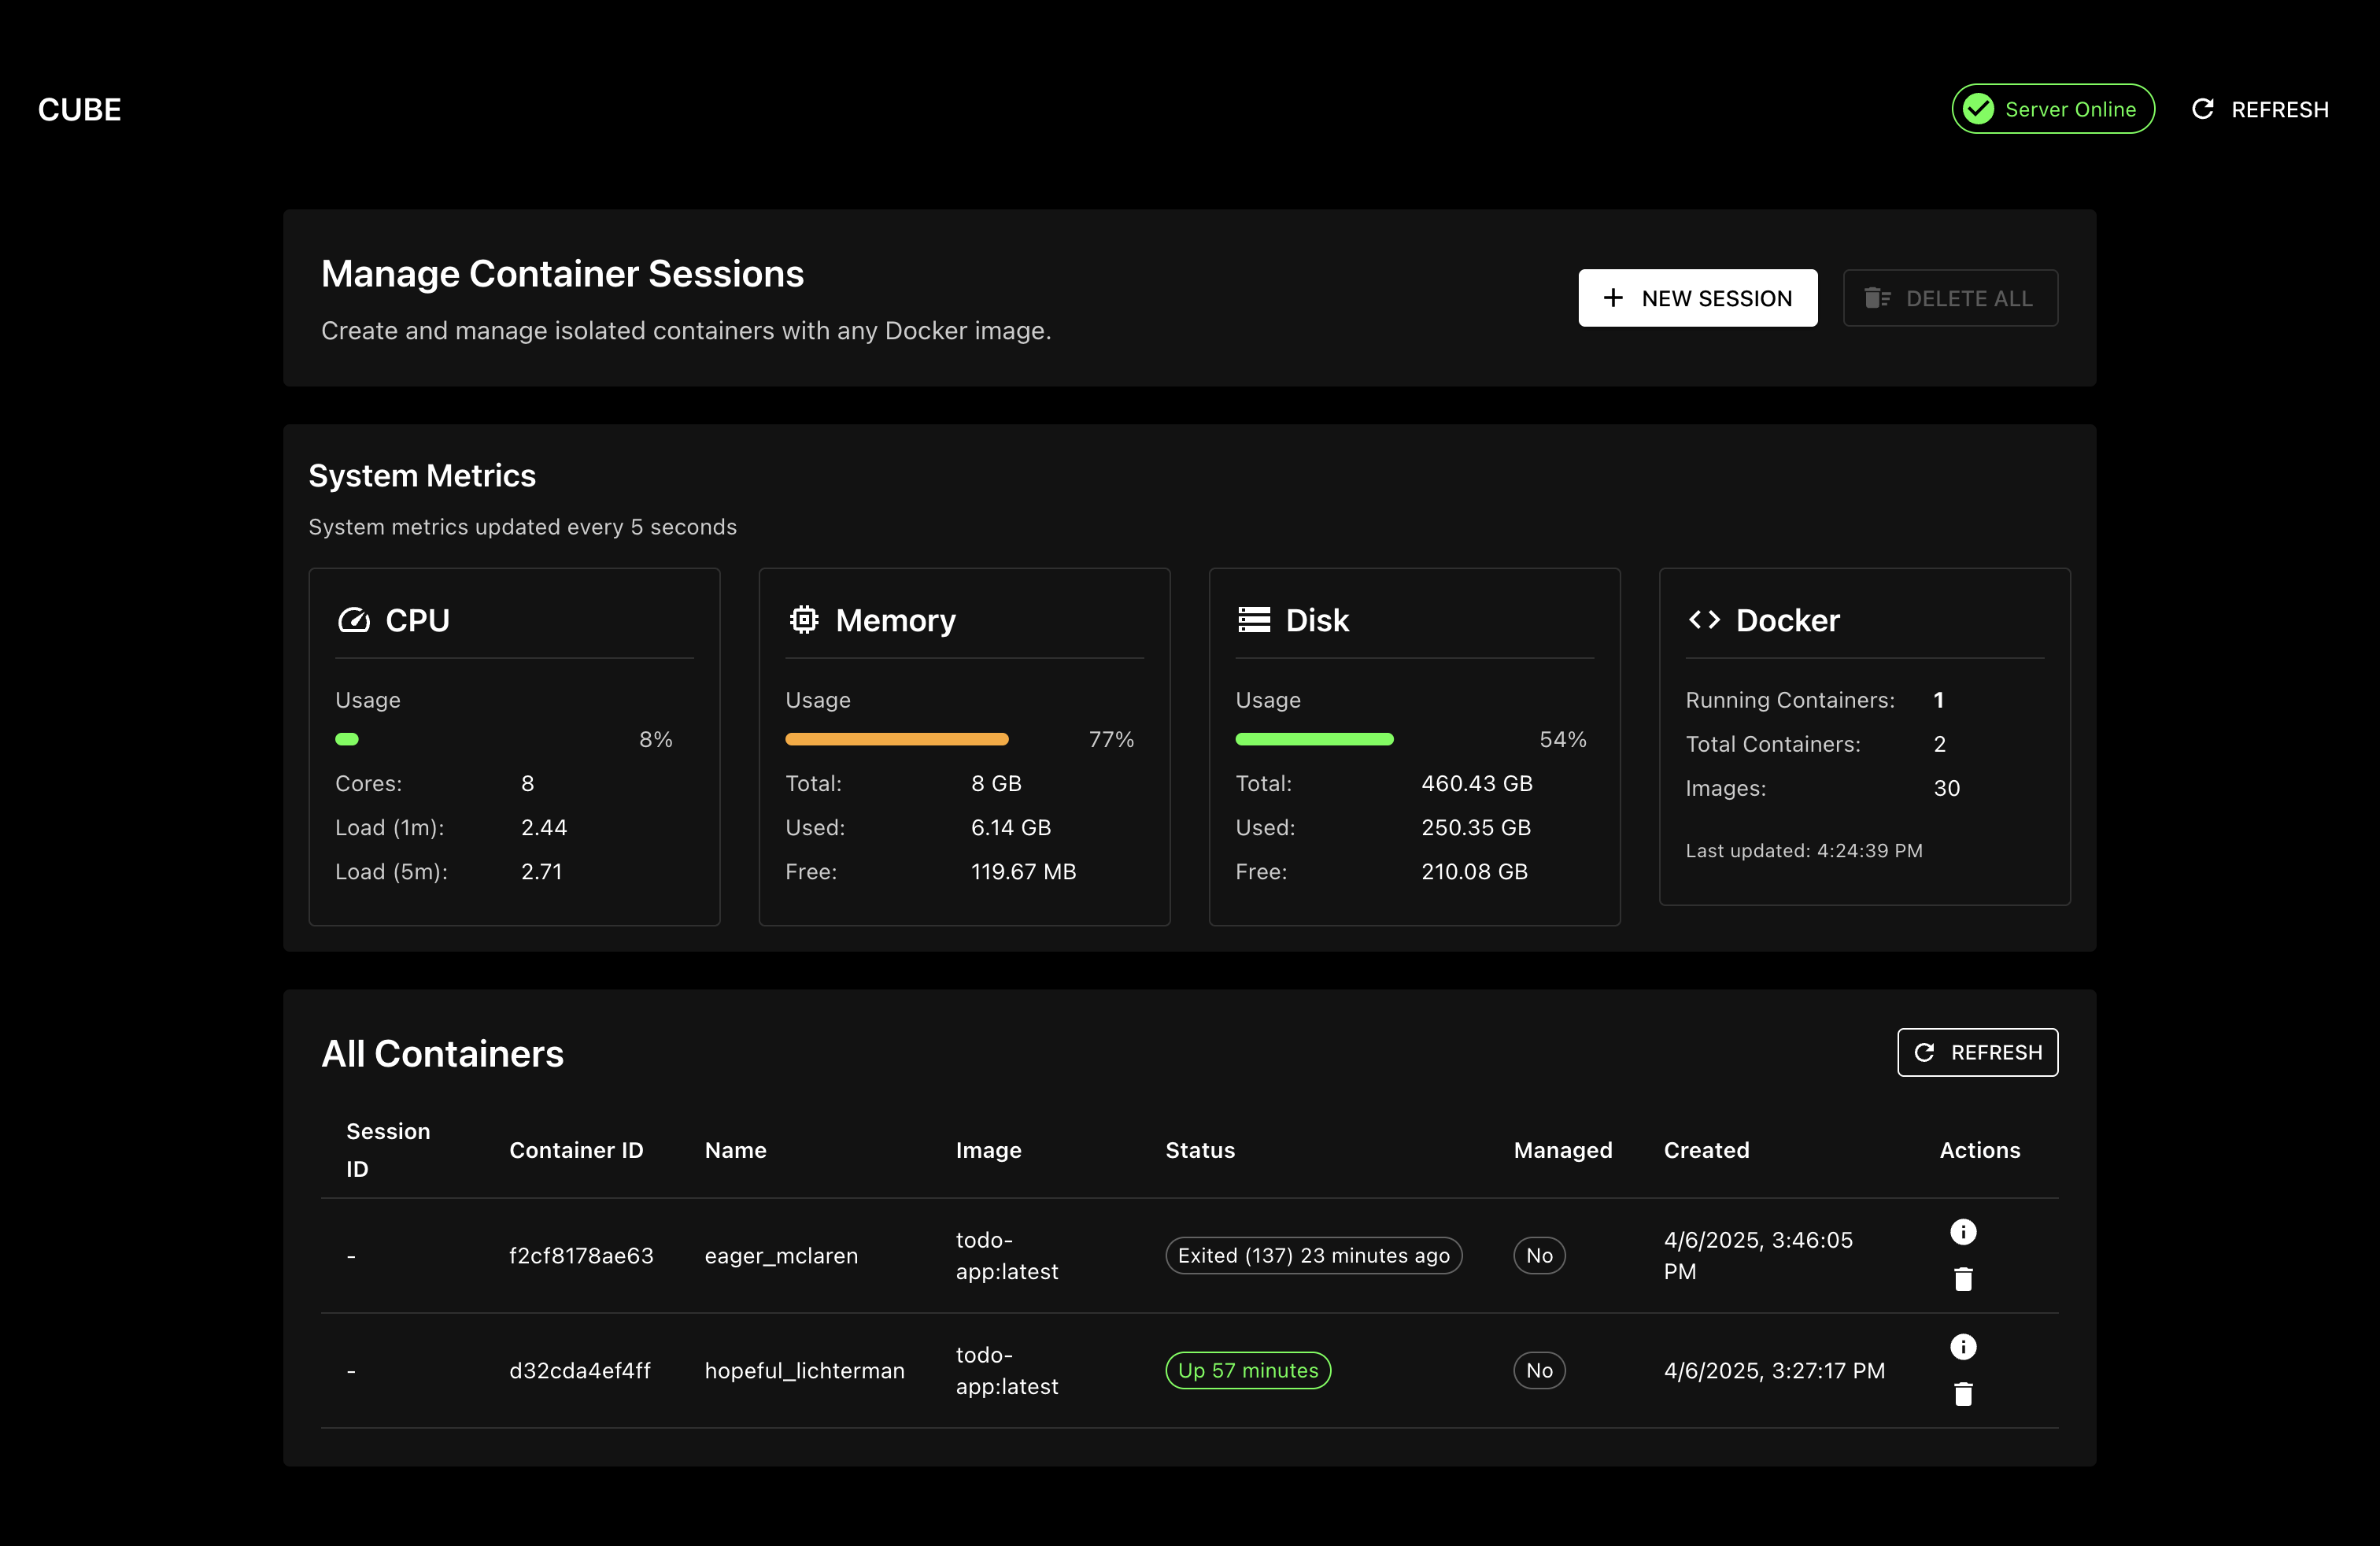 CUBE
Server Online
REFRESH
Manage Container Sessions
Create and manage isolated containers with any Docker image.
NEW SESSION
DELETE ALL
System Metrics
System metrics updated every 5 seconds
CPU
Usage
8%
Cores: 8
Load (1m): 2.44
Load (5m): 2.71
Memory
Usage
77%
Total: 8 GB
Used: 6.14 GB
Free: 119.67 MB
Disk
Usage
54%
Total: 460.43 GB
Used: 250.35 GB
Free: 210.08 GB
Docker
Running Containers: 1
Total Containers: 2
Images: 30
Last updated: 4:24:39 PM
All Containers
REFRESH
Session
ID
Container ID
Name
Image
Status
Managed
Created
Actions
-
f2cf8178ae63
eager_mclaren
todo-
app:latest
Exited (137) 23 minutes ago
No
4/6/2025, 3:46:05
PM
-
d32cda4ef4ff
hopeful_lichterman
todo-
app:latest
Up 57 minutes
No
4/6/2025, 3:27:17 PM